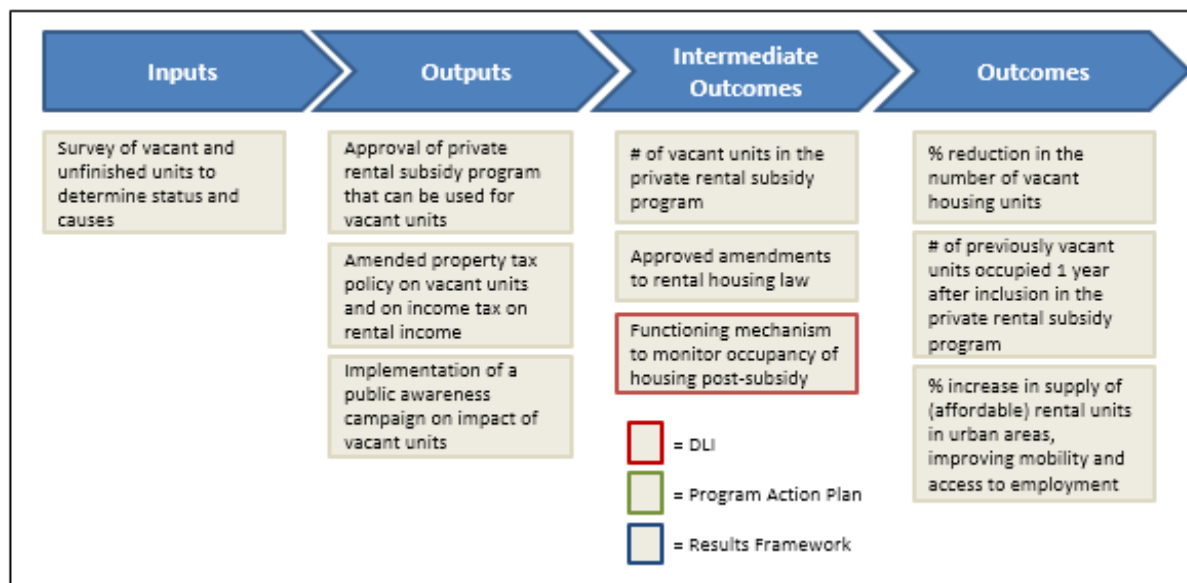 Inputs
Outputs
Intermediate
Outcomes
Outcomes
Survey of vacant and
unfinished units to
determine status and
causes
Approval of private
rental subsidy program
that can be used for
vacant units
Amended property tax
policy on vacant units
and on income tax on
rental income
Implementation of a
public awareness
campaign on impact of
vacant units
# of vacant units in the
private rental subsidy
program
Approved amendments
to rental housing law
Functioning mechanism
to monitor occupancy of
housing post-subsidy
= DLI
= Program Action Plan
= Results Framework
% reduction in the
number of vacant
housing units
# of previously vacant
units occupied 1 year
after inclusion in the
private rental subsidy
program
% increase in supply of
(affordable) rental units
in urban areas,
improving mobility and
access to employment